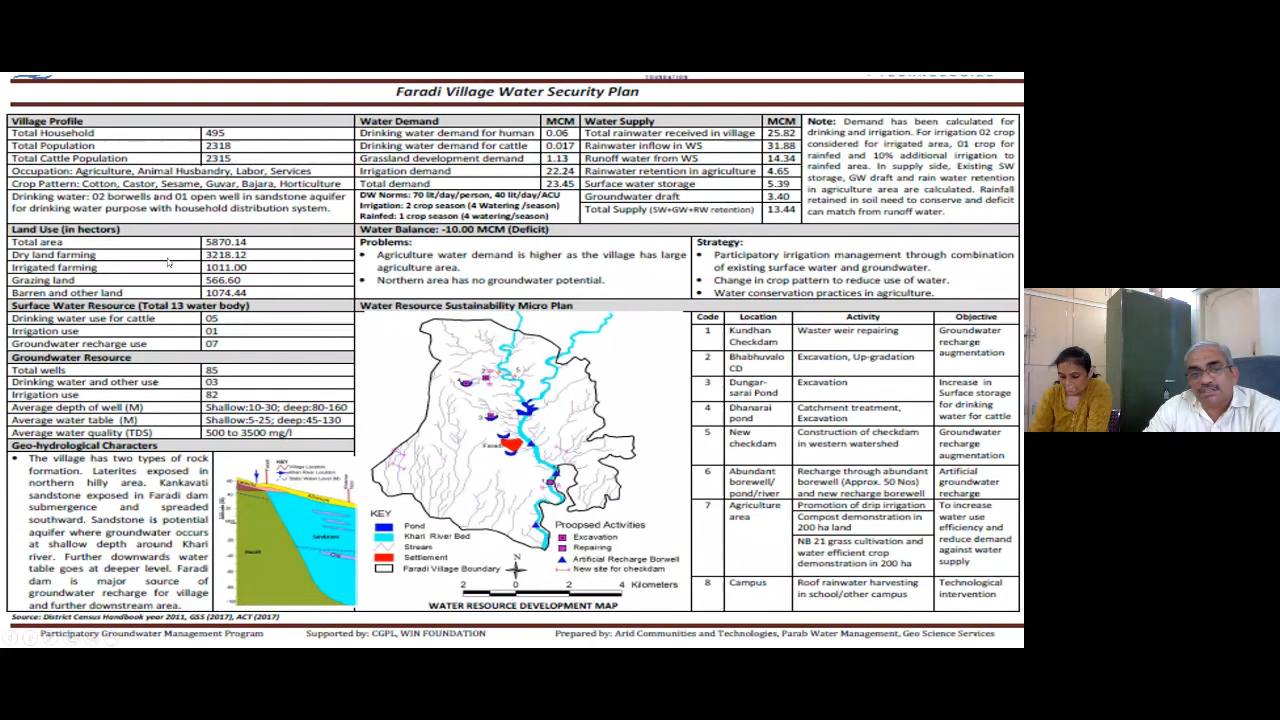 FOUNDATION
Faradi Village Water Security Plan
Village Profile
Total Household 495
Total Population 2318
Total Cattle Population 2315
Occupation: Agriculture, Animal Husbandry, Labor, Services
Crop Pattern: Cotton, Castor, Sesame, Guvar, Bajara, Horticulture
Drinking water: 02 borwells and 01 open well in sandstone aquifer
for drinking water purpose with household distribution system.
Land Use (in hectors)
Total area 5870.14
Dry land farming 3218.12
Irrigated farming 1011.00
Grazing land 566.60
Barren and other land 1074.44
Surface Water Resource (Total 13 water body)
Drinking water use for cattle 05
Irrigation use 01
Groundwater recharge use 07
Groundwater Resource
Total wells 85
Drinking water and other use 03
Irrigation use 82
Average depth of well (M) Shallow:10-30; deep:80-160
Average water table (M) Shallow:5-25; deep:45-130
Average water quality (TDS) 500 to 3500 mg/l
Geo-hydrological Characters
• The village has two types of rock
formation. Laterites exposed in
northern hilly area. Kankavati
sandstone exposed in Faradi dam
submergence and spreaded
southward. Sandstone is potential
aquifer where groundwater occurs
at shallow depth around Khari
river. Further downwards water
table goes at deeper level. Faradi
dam is major source of
groundwater recharge for village
and further downstream area.
KEY
Village Location
Khari River Location
Static Water Level (M)
Alluvium
Sandstone
Clay
Basalt
Water Demand MCM
Drinking water demand for human 0.06
Drinking water demand for cattle 0.017
Grassland development demand 1.13
Irrigation demand 22.24
Total demand 23.45
DW Norms: 70 lit/day/person, 40 lit/day/ACU
Irrigation: 2 crop season (4 Watering /season)
Rainfed: 1 crop season (4 watering /season)
Water Supply MCM
Total rainwater received in village 25.82
Rainwater inflow in WS 31.88
Runoff water from WS 14.34
Rainwater retention in agriculture 4.65
Surface water storage 5.39
Groundwater draft 3.40
Total Supply (SW+GW+RW retention) 13.44
Note: Demand has been calculated for
drinking and irrigation. For irrigation 02 crop
considered for irrigated area, 01 crop for
rainfed and 10% additional irrigation to
rainfed area. In supply side, Existing SW
storage, GW draft and rain water retention
in agriculture area are calculated. Rainfall
retained in soil need to conserve and deficit
can match from runoff water.
Water Balance: -10.00 MCM (Deficit)
Problems:
• Agriculture water demand is higher as the village has large
agriculture area.
• Northern area has no groundwater potential.
Strategy:
• Participatory irrigation management through combination
of existing surface water and groundwater.
• Change in crop pattern to reduce use of water.
• Water conservation practices in agriculture.
Water Resource Sustainability Micro Plan
Faradi
KEY
Pond
Khari River Bed
Stream
Settlement
Faradi Village Boundary
Proopsed Activities
Excavation
Repairing
Artificial Recharge Borwell
New site for checkdam
N
2 0 2 4 Kilometers
WATER RESOURCE DEVELOPMENT MAP
Code Location Activity Objective
1 Kundhan Checkdam Waster weir repairing Groundwater recharge augmentation
2 Bhabhuvalo CD Excavation, Up-gradation
3 Dungar-sarai Pond Excavation Increase in Surface storage for drinking water for cattle
4 Dhanarai pond Catchment treatment, Excavation
5 New checkdam Construction of checkdam in western watershed Groundwater recharge augmentation
6 Abundant borewell/ pond/river Recharge through abundant borewell (Approx. 50 Nos) and new recharge borewell Artificial groundwater recharge
7 Agriculture area Promotion of drip irrigation To increase water use efficiency and reduce demand against water supply
Compost demonstration in 200 ha land
NB 21 grass cultivation and water efficient crop demonstration in 200 ha
8 Campus Roof rainwater harvesting in school/other campus Technological intervention
Source: District Census Handbook year 2011, GSS (2017), ACT (2017)
Participatory Groundwater Management Program Supported by: CGPL, WIN FOUNDATION Prepared by: Arid Communities and Technologies, Parab Water Management, Geo Science Services